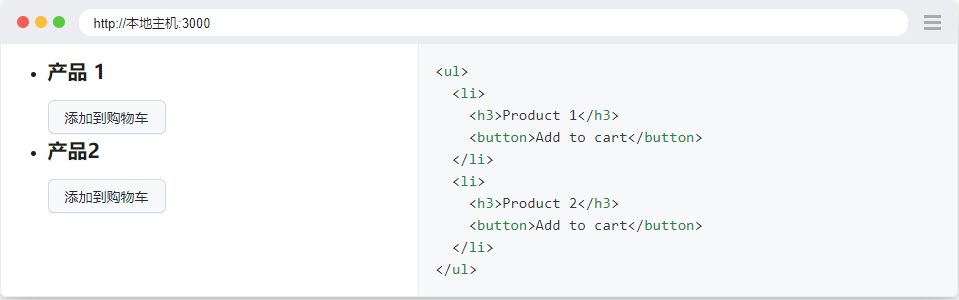 http://本地主机:3000
产品 1
添加到购物车
产品2
添加到购物车
<ul>
  <li>
    <h3>Product 1</h3>
    <button>Add to cart</button>
  </li>
  <li>
    <h3>Product 2</h3>
    <button>Add to cart</button>
  </li>
</ul>